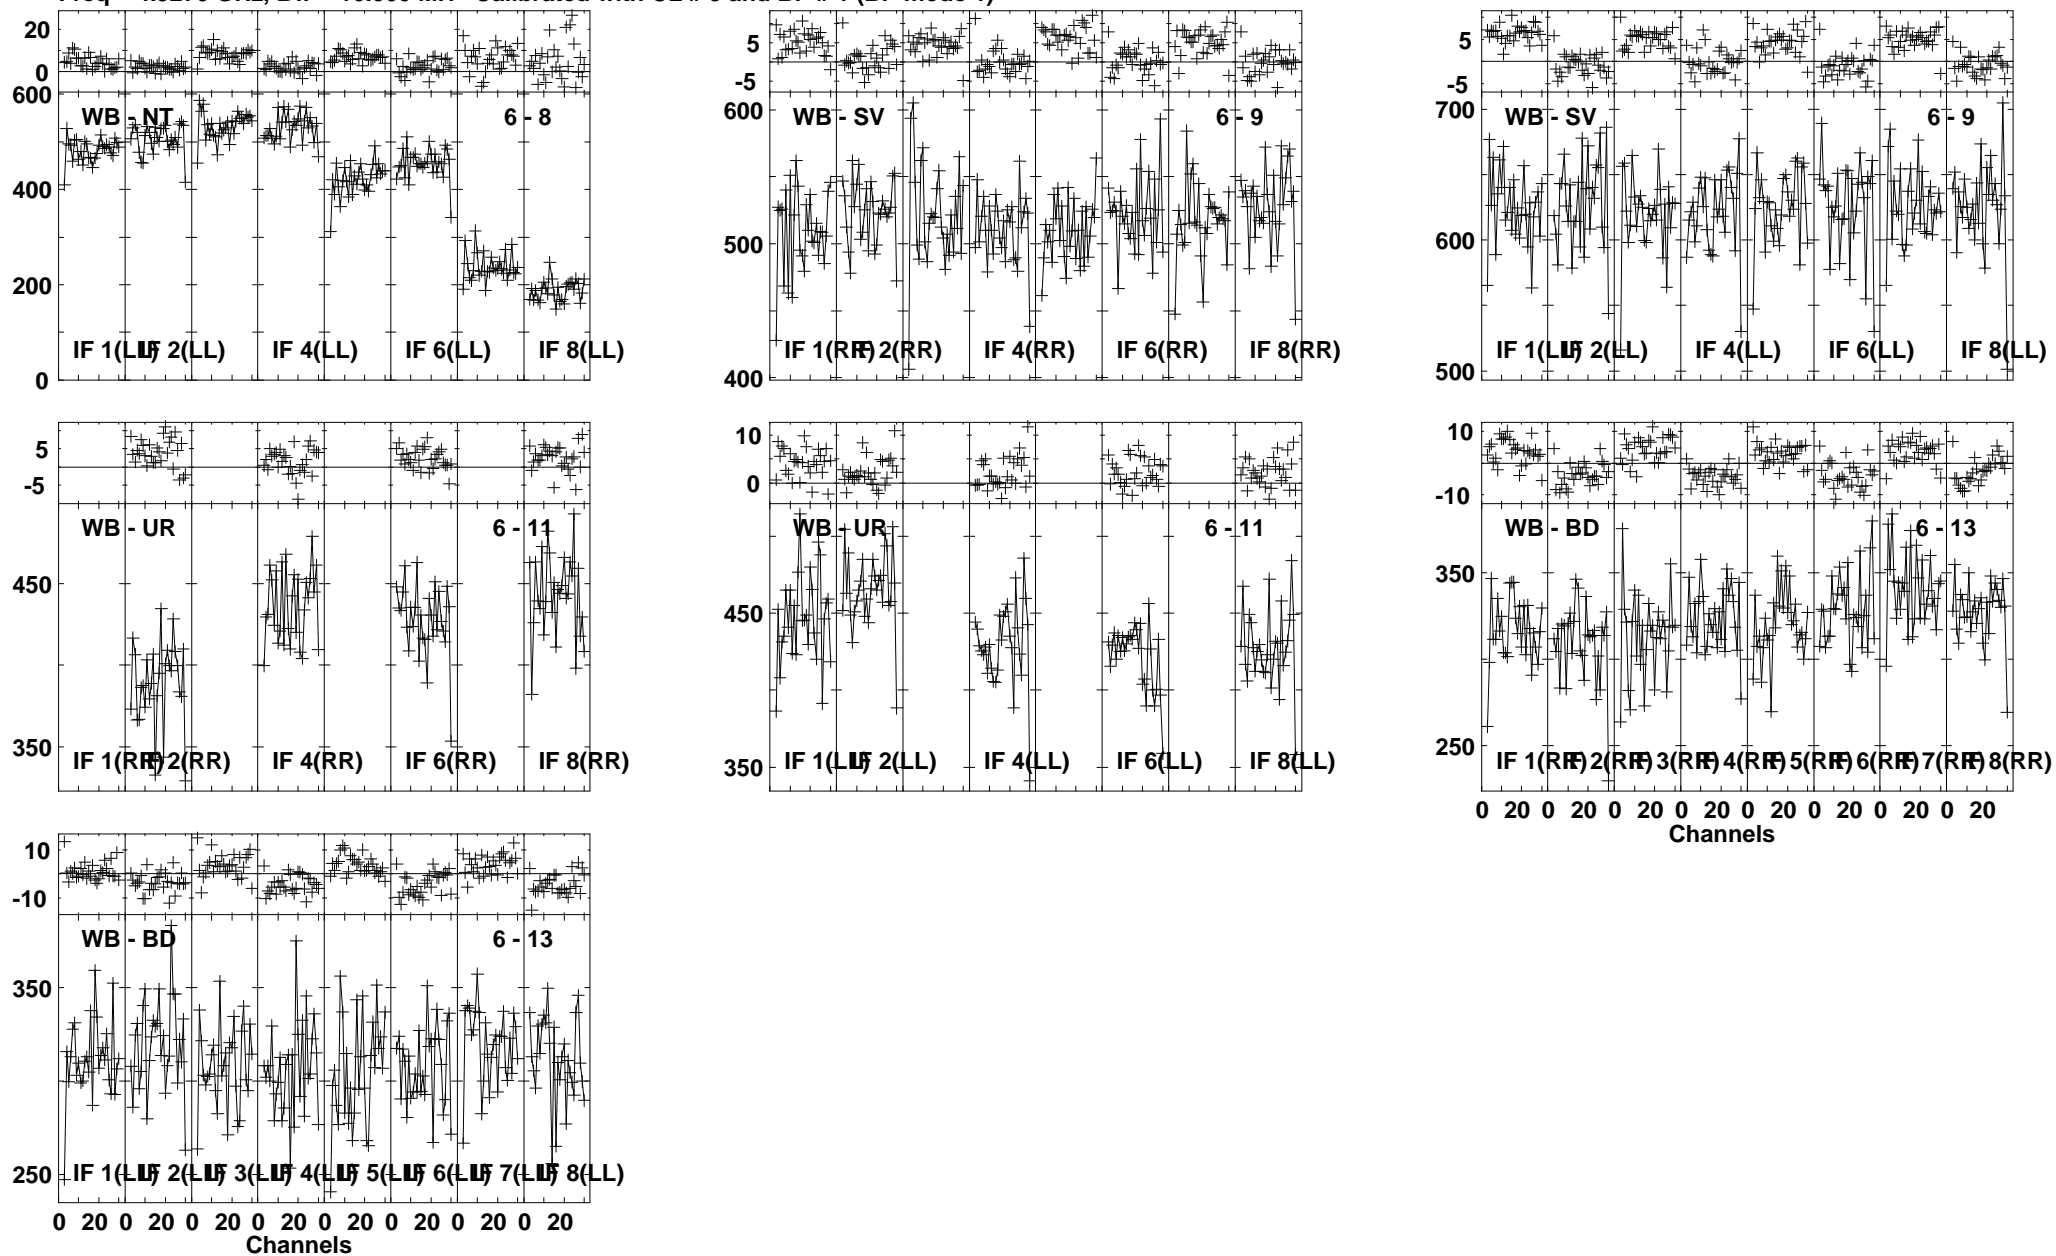 20
0
600
400
200
0
WB - NT 6 - 8
IF 1(LL) IF 2(LL) IF 4(LL) IF 6(LL) IF 8(LL)
5
-5
600
500
400
WB - SV 6 - 9
IF 1(RR) IF 2(RR) IF 4(RR) IF 6(RR) IF 8(RR)
5
-5
700
600
500
WB - SV 6 - 9
IF 1(LL) IF 2(LL) IF 4(LL) IF 6(LL) IF 8(LL)
5
-5
450
350
WB - UR 6 - 11
IF 1(RR) IF 2(RR) IF 4(RR) IF 6(RR) IF 8(RR)
10
0
450
350
WB - UR 6 - 11
IF 1(LL) IF 2(LL) IF 4(LL) IF 6(LL) IF 8(LL)
10
-10
350
250
WB - BD 6 - 13
IF 1(RR) IF 2(RR) IF 3(RR) IF 4(RR) IF 5(RR) IF 6(RR) IF 7(RR) IF 8(RR)
0 20 0 20 0 20 0 20 0 20 0 20 0 20 0 20
Channels
10
-10
350
250
WB - BD 6 - 13
IF 1(LL) IF 2(LL) IF 3(LL) IF 4(LL) IF 5(LL) IF 6(LL) IF 7(LL) IF 8(LL)
0 20 0 20 0 20 0 20 0 20 0 20 0 20 0 20
Channels